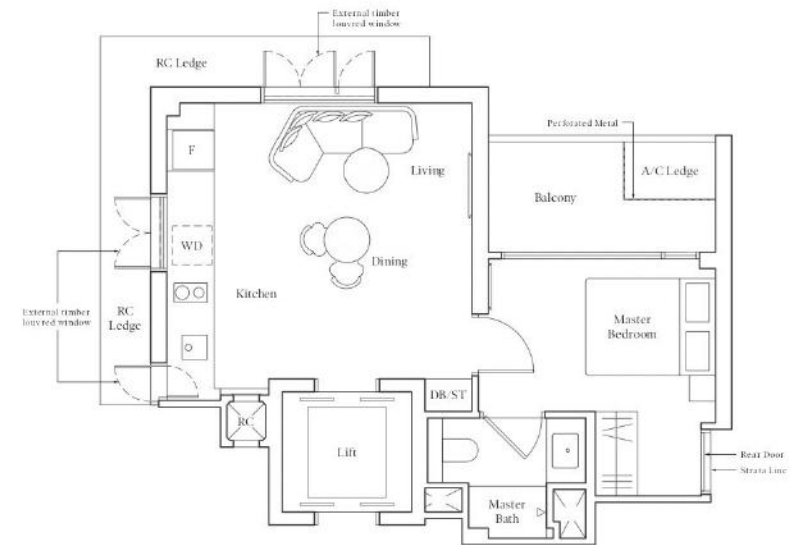 External timber
louvred window
RC Ledge
Perforated Metal
F
Living
A/C Ledge
Balcony
WD
Dining
Kitchen
External timber
louvred window
RC
Ledge
Master
Bedroom
DB/ST
RC
Lift
Rear Door
Strata Line
Master
Bath